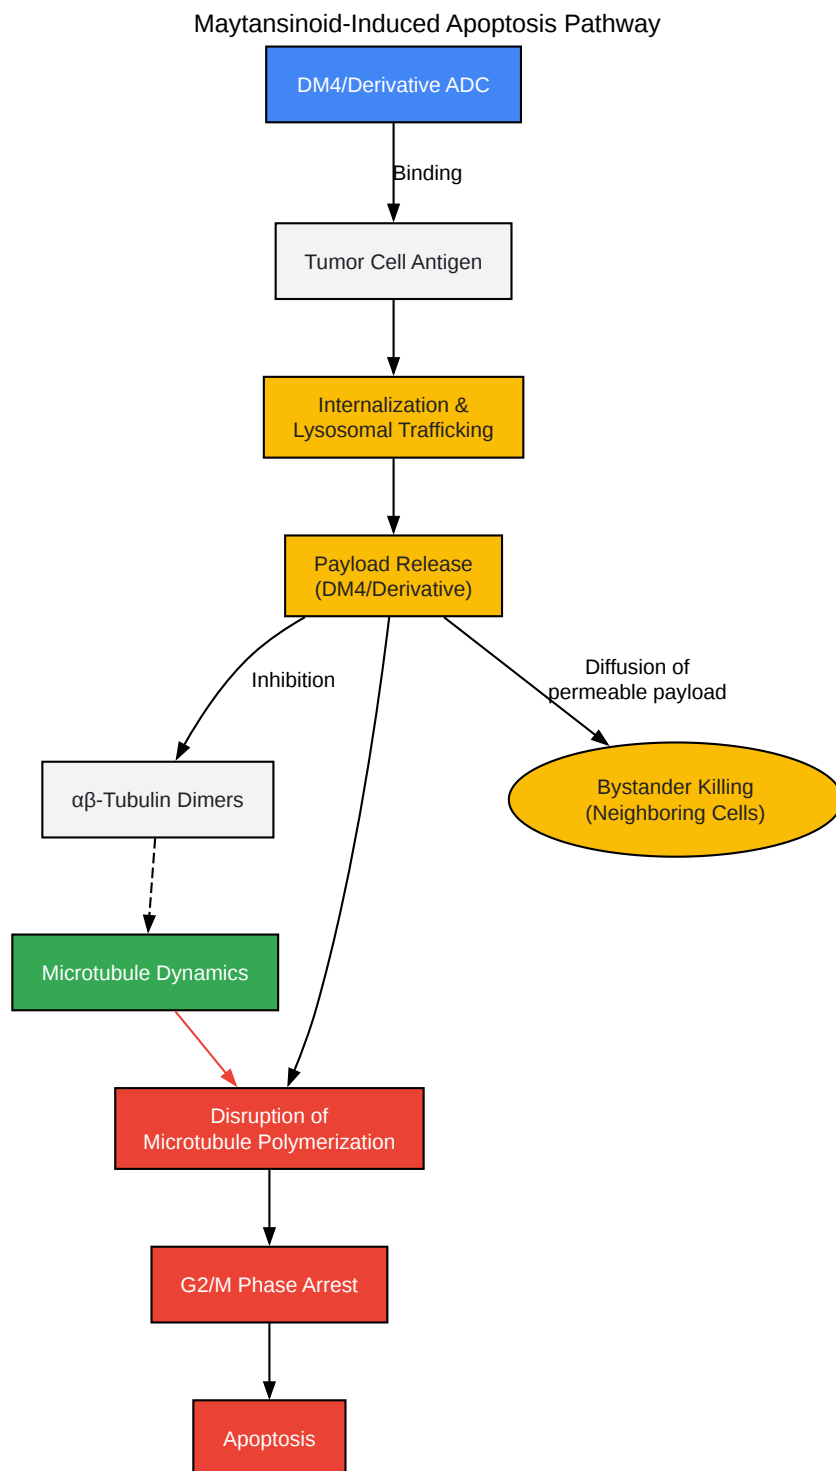 Maytansinoid-Induced Apoptosis Pathway
DM4/Derivative ADC
Binding
Tumor Cell Antigen
Internalization &
Lysosomal Trafficking
Payload Release
(DM4/Derivative)
Inhibition
Diffusion of
permeable payload
αβ-Tubulin Dimers
Bystander Killing
(Neighboring Cells)
Microtubule Dynamics
Disruption of
Microtubule Polymerization
G2/M Phase Arrest
Apoptosis